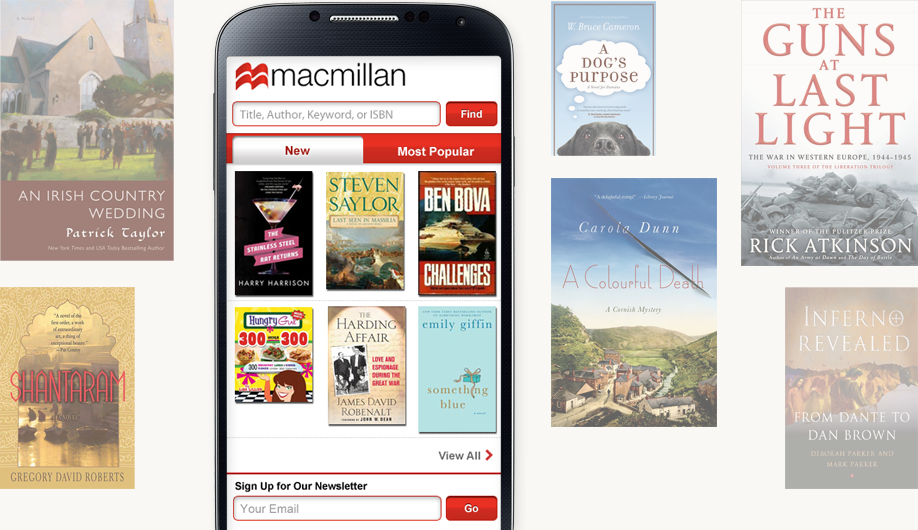 A Novel
AN IRISH COUNTRY
WEDDING
Patrick Taylor
New York Times and USA Today Bestselling Author
"A novel of the
first order, a work of
extraordinary
art, a thing of
exceptional beauty."
—Pat Conroy
SHANTARAM
A NOVEL
GREGORY DAVID ROBERTS
macmillan
Title, Author, Keyword, or ISBN
Find
New
Most Popular
THE
STAINLESS STEEL
RAT RETURNS
HARRY HARRISON
STEVEN
SAYLOR
LAST SEEN IN MASSILIA
BEN BOVA
CHALLENGES
Hungry Girl
300 UNDER 300
THE
HARDING
AFFAIR
LOVE AND
ESPIONAGE
DURING THE
GREAT WAR
JAMES DAVID
ROBENALT
FOREWORD BY JOHN W. DEAN
emily giffin
something
blue
a novel
View All
Sign Up for Our Newsletter
Your Email
Go
W. Bruce Cameron
A
DOG'S
PURPOSE
A Novel for Humans
"A delightful outing." —Library Journal
Carola Dunn
A Colourful Death
A Cornish Mystery
THE
GUNS
AT
LAST
LIGHT
THE WAR IN WESTERN EUROPE, 1944–1945
VOLUME THREE OF THE LIBERATION TRILOGY
WINNER OF THE PULITZER PRIZE
RICK ATKINSON
Author of An Army at Dawn and The Day of Battle
INFERNO
REVEALED
FROM DANTE TO
DAN BROWN
DEBORAH PARKER AND
MARK PARKER